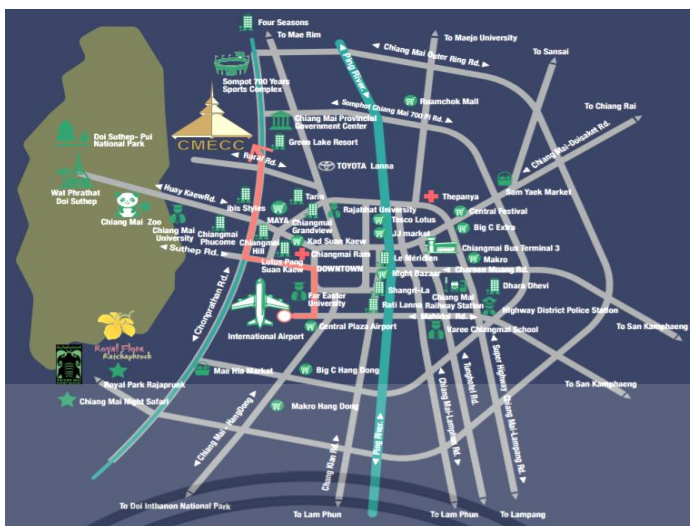 Four Seasons
To Mae Rim
To Maejo University
Chiang Mai Outer Ring Rd.
To Sansai
Ping River
Sompot 700 Years
Sports Complex
CMECC
Chiang Mai Provincial
Government Center
Somphot Chiang Mai 700 Pi Rd.
Ruamchok Mall
To Chiang Rai
Chiang Mai-Doisaket Rd.
Doi Suthep- Pui
National Park
Green Lake Resort
Rural Rd.
TOYOTA Lanna
Wat Phrathat
Doi Suthep
Huay KaewRd.
Chiang Mai Zoo
ibis Styles
Tarin
MAYA
Chiangmai
Grandview
Rajabhat University
Thepanya
Sam Yaek Market
Chiang Mai
University
Chiangmai
Phucome
Chiangmai
Hill
Kad Suan Kaew
Tesco Lotus
JJ market
Central Festival
Big C Extra
Chiangmai Bus Terminal 3
Suthep Rd.
Lotus Pang
Suan Kaew
Chiangmai Ram
DOWNTOWN
Le Méridien
Makro
Chareen Muang Rd.
Night Bazaar
Chonprathan Rd.
Far Easter
University
Shangri-La
Chiang Mai
Railway Station
Dhara Dhevi
Rati Lanna
Highway District Police Station
Mahidol Rd.
International Airport
Central Plaza Airport
Varee Chiangmai School
To San Kamphaeng
Royal Flora
Ratchaphruek
Royal Park Rajapruek
Mae Hia Market
Big C Hang Dong
Chiang Mai Night Safari
Makro Hang Dong
To San Kamphaeng
Chiang Mai - HangDong
Chang Klan Rd.
Ping River
Chiang Mai-Lamphun Rd.
Tunghotel Rd.
Super Highway Chiang Mai-Lampang Rd.
To Doi Inthanon National Park
To Lam Phun
To Lam Phun
To Lampang